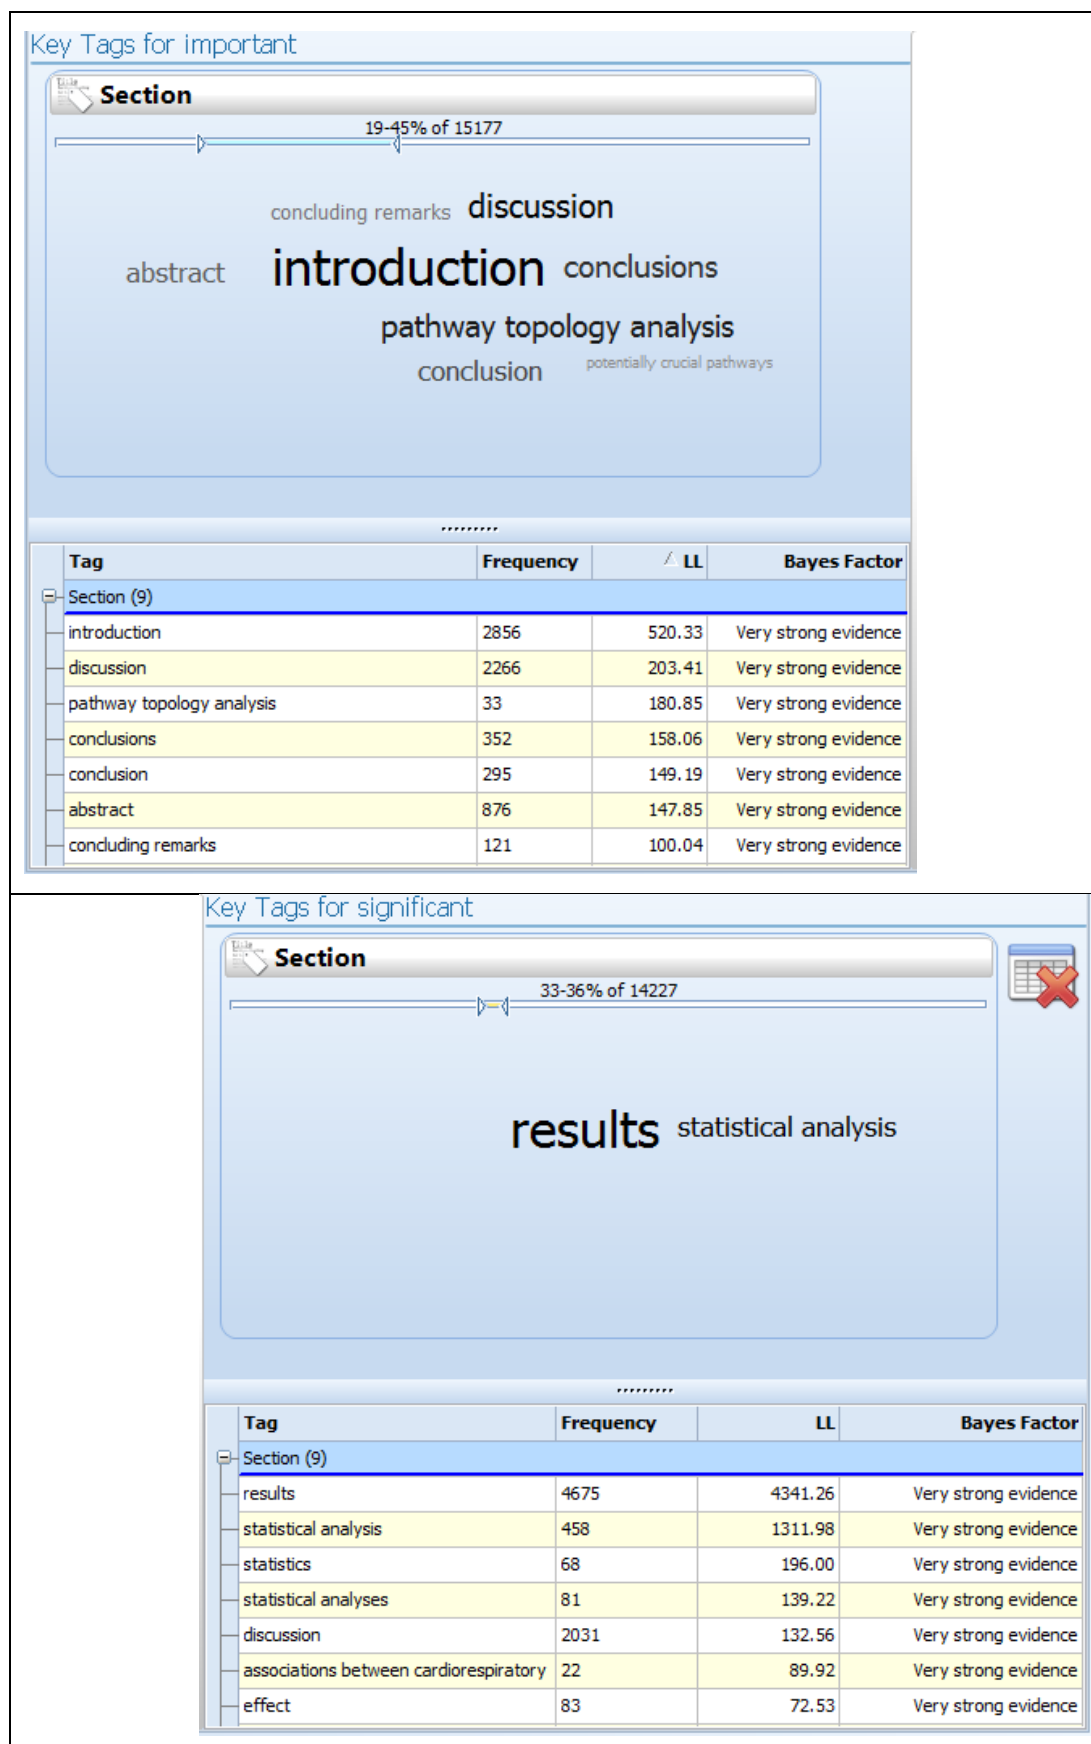 Key Tags for important
Section
19-45% of 15177
concluding remarks discussion
abstract introduction conclusions
pathway topology analysis
conclusion potentially crucial pathways
Tag Frequency LL Bayes Factor
Section (9)
introduction 2856 520.33 Very strong evidence
discussion 2266 203.41 Very strong evidence
pathway topology analysis 33 180.85 Very strong evidence
conclusions 352 158.06 Very strong evidence
conclusion 295 149.19 Very strong evidence
abstract 876 147.85 Very strong evidence
concluding remarks 121 100.04 Very strong evidence
Key Tags for significant
Section
33-36% of 14227
results statistical analysis
Tag Frequency LL Bayes Factor
Section (9)
results 4675 4341.26 Very strong evidence
statistical analysis 458 1311.98 Very strong evidence
statistics 68 196.00 Very strong evidence
statistical analyses 81 139.22 Very strong evidence
discussion 2031 132.56 Very strong evidence
associations between cardiorespiratory 22 89.92 Very strong evidence
effect 83 72.53 Very strong evidence